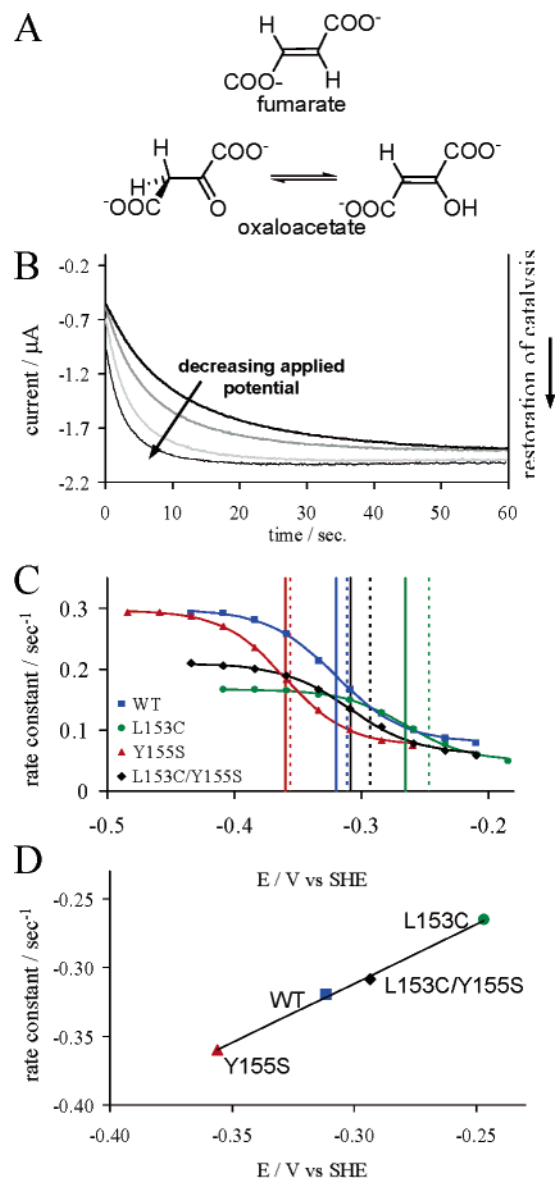 A
H
COO-
COO-
H
fumarate
H
H
COO-
-OOC
O
H
COO-
-OOC
OH
oxaloacetate
B
-0.2
-0.7
-1.2
-1.7
-2.2
current / µA
decreasing applied
potential
restoration of catalysis
0 10 20 30 40 50 60
time / sec.
C
0.3
0.2
0.1
0
rate constant / sec-1
WT
L153C
Y155S
L153C/Y155S
-0.5 -0.4 -0.3 -0.2
E / V vs SHE
D
-0.25
-0.30
-0.35
-0.40
rate constant / sec-1
L153C
L153C/Y155S
WT
Y155S
-0.40 -0.35 -0.30 -0.25
E / V vs SHE